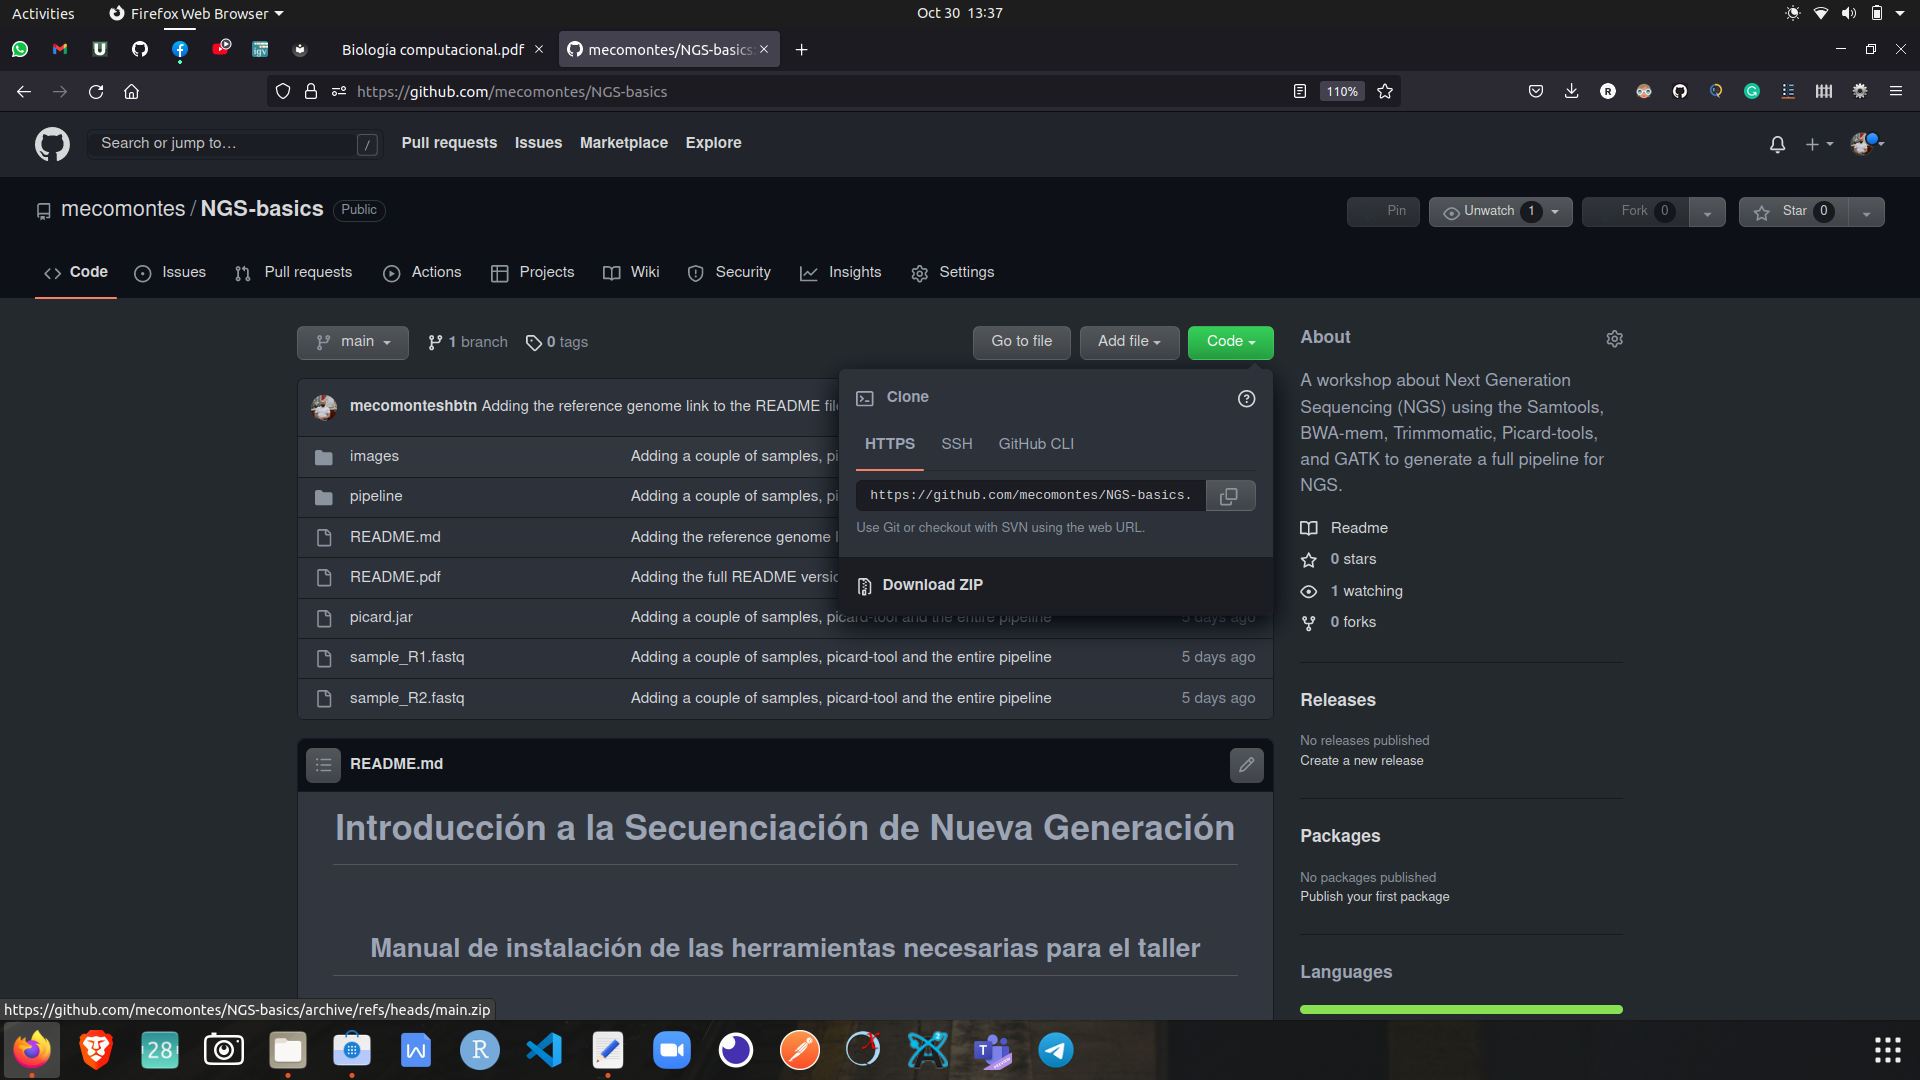 Activities
Firefox Web Browser
Oct 30 13:37
Biología computacional.pdf
mecomontes/NGS-basics
https://github.com/mecomontes/NGS-basics
110%
Search or jump to…
/
Pull requests
Issues
Marketplace
Explore
mecomontes / NGS-basics
Public
Pin
Unwatch 1
Fork 0
Star 0
Code
Issues
Pull requests
Actions
Projects
Wiki
Security
Insights
Settings
main
1 branch
0 tags
Go to file
Add file
Code
mecomonteshbtn Adding the reference genome link to the README
images
Adding a couple of samples,
pipeline
Adding a couple of samples,
README.md
Adding the reference genome
README.pdf
Adding the full README
picard.jar
Adding a couple of samples, picard-tool and the entire pipeline
5 days ago
sample_R1.fastq
Adding a couple of samples, picard-tool and the entire pipeline
5 days ago
sample_R2.fastq
Adding a couple of samples, picard-tool and the entire pipeline
5 days ago
Clone
HTTPS
SSH
GitHub CLI
https://github.com/mecomontes/NGS-basics.
Use Git or checkout with SVN using the web URL.
Download ZIP
README.md
Introducción a la Secuenciación de Nueva Generación
Manual de instalación de las herramientas necesarias para el taller
About
A workshop about Next Generation
Sequencing (NGS) using the Samtools,
BWA-mem, Trimmomatic, Picard-tools,
and GATK to generate a full pipeline for
NGS.
Readme
0 stars
1 watching
0 forks
Releases
No releases published
Create a new release
Packages
No packages published
Publish your first package
Languages
https://github.com/mecomontes/NGS-basics/archive/refs/heads/main.zip
28